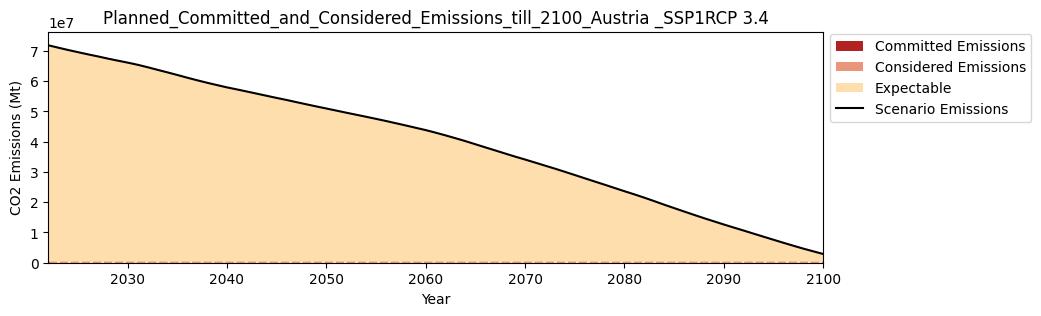 Planned_Committed_and_Considered_Emissions_till_2100_Austria _SSP1RCP 3.4
1e7
7
6
5
4
3
2
1
0
CO2 Emissions (Mt)
2030 2040 2050 2060 2070 2080 2090 2100
Year
Committed Emissions
Considered Emissions
Expectable
Scenario Emissions